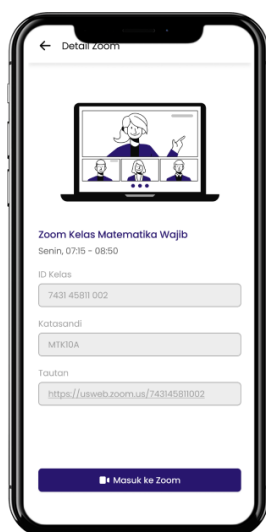 Detail Zoom
Zoom Kelas Matematika Wajib
Senin, 07:15 - 08:50
ID Kelas
7431 45811 002
Katasandi
MTK10A
Tautan
https://usweb.zoom.us/743145811002
Masuk ke Zoom